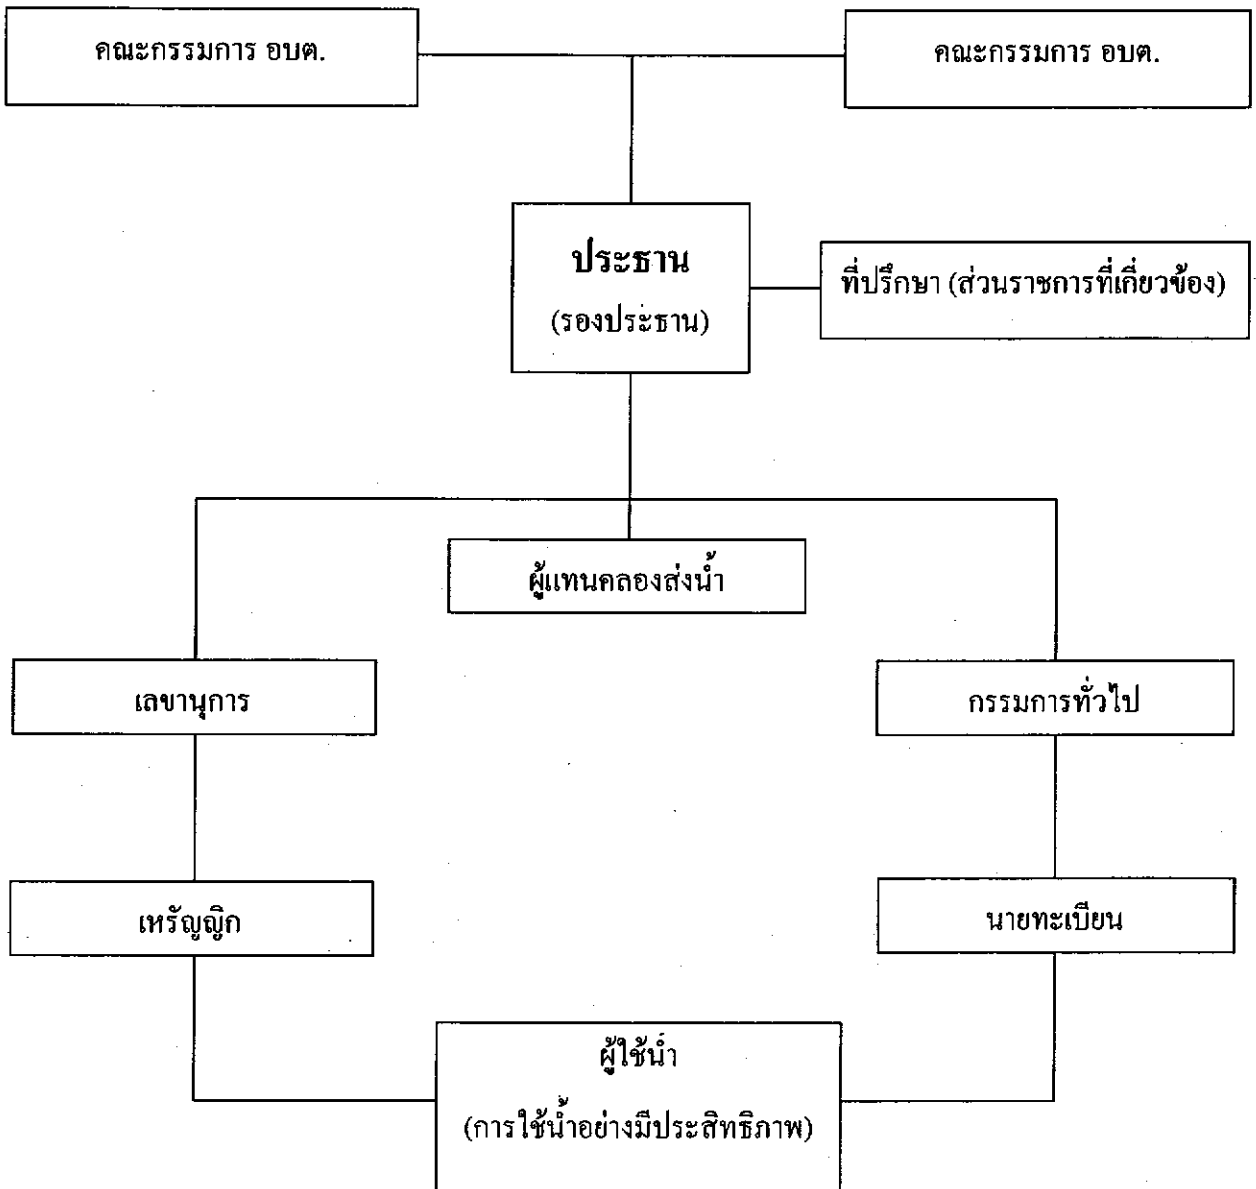 คณะกรรมการ อบต.
คณะกรรมการ อบต.
ประธาน
(รองประธาน)
ที่ปรึกษา (ส่วนราชการที่เกี่ยวข้อง)
ผู้แทนคลองส่งน้ำ
เลขานุการ
กรรมการทั่วไป
เหรัญญิก
นายทะเบียน
ผู้ใช้น้ำ
(การใช้น้ำอย่างมีประสิทธิภาพ)